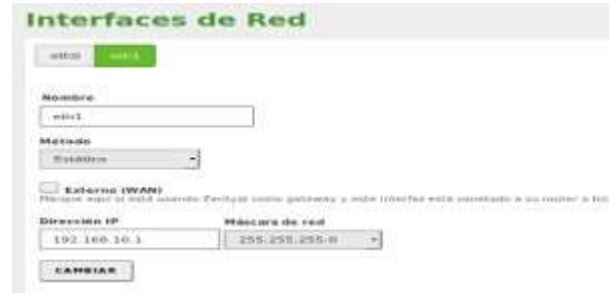 Interfaces de Red
eth0 eth1
Nombre
eth1
Método
Estático
Externo (WAN)
Marque aquí si está usando Zentyal como gateway y este interfaz está conectado a su router a Int
Dirección IP Máscara de red
192.168.10.1 255.255.255.0
CAMBIAR